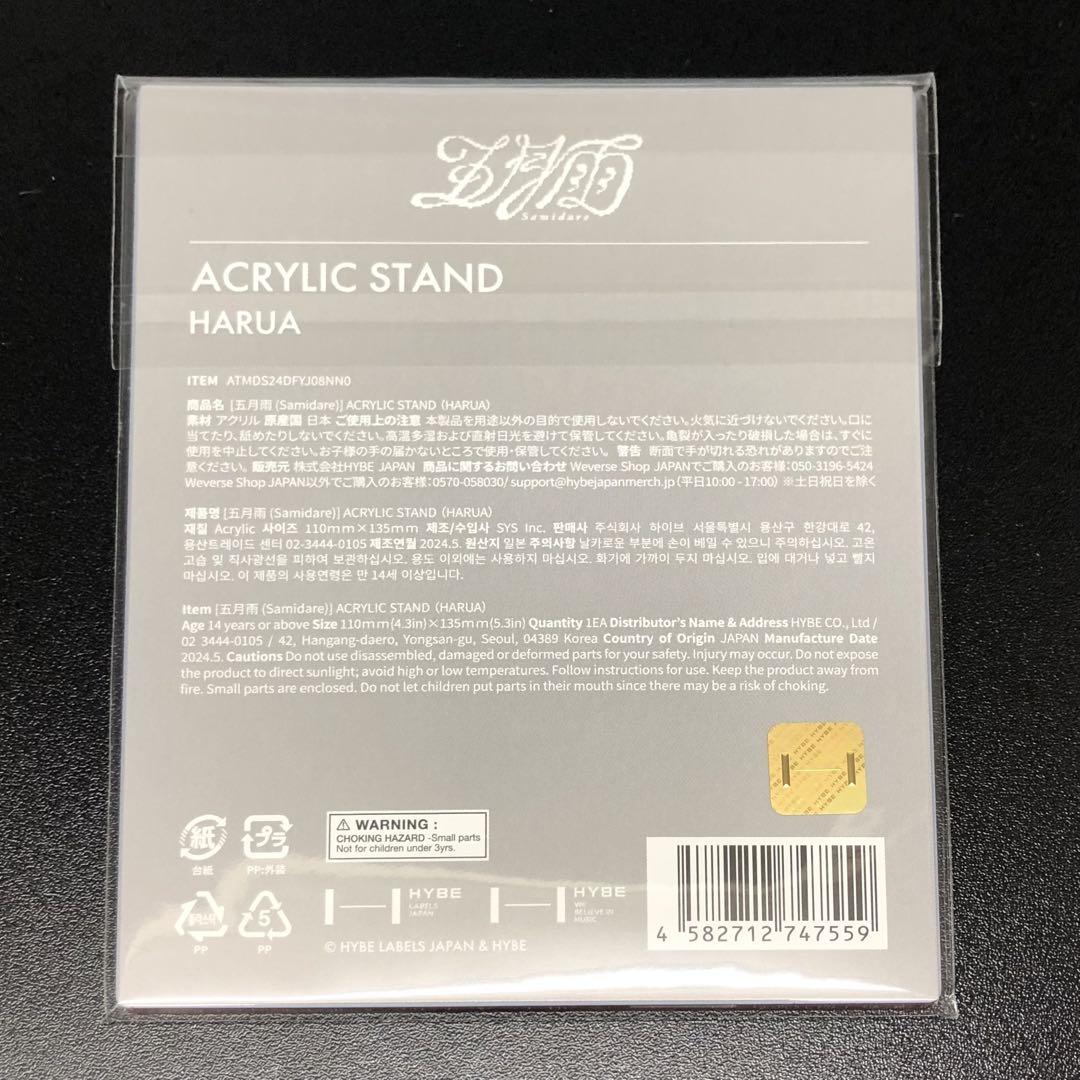 五月雨
Samidare
ACRYLIC STAND
HARUA
ITEM ATMDS24DFYJ08NN0
商品名 [五月雨 (Samidare)] ACRYLIC STAND (HARUA)
素材 アクリル 原産国 日本 ご使用上の注意 本製品を用途以外の目的で使用しないでください。火気に近づけないでください。口に
当てたり、舐めたりしないでください。高温多湿および直射日光を避けて保管してください。亀裂が入ったり破損した場合は、すぐに
使用を中止してください。お子様の手の届かないところで使用・保管してください。 警告 断面で手が切れる恐れがありますのでご注
意ください。 販売元 株式会社HYBE JAPAN 商品に関するお問い合わせ Weverse Shop JAPANでご購入のお客様：050-3196-5424
Weverse Shop JAPAN以外でご購入のお客様：0570-058030/ support@hybejapanmerch.jp (平日10:00 - 17:00) ※土日祝日を除く
제품명 [五月雨 (Samidare)] ACRYLIC STAND (HARUA)
재질 Acrylic 사이즈 110mm×135mm 제조/수입사 SYS Inc. 판매사 주식회사 하이브 서울특별시 용산구 한강대로 42,
용산트레이드 센터 02-3444-0105 제조연월 2024.5. 원산지 일본 주의사항 날카로운 부분에 손이 베일 수 있으니 주의하십시오. 고온
고습 및 직사광선을 피하여 보관하십시오. 용도 이외에는 사용하지 마십시오. 화기에 가까이 두지 마십시오. 입에 대거나 넣고 빨지
마십시오. 이 제품의 사용연령은 만 14세 이상입니다.
Item [五月雨 (Samidare)] ACRYLIC STAND (HARUA)
Age 14 years or above Size 110mm(4.3in)×135mm(5.3in) Quantity 1EA Distributor's Name & Address HYBE CO., Ltd /
02 3444-0105 / 42, Hangang-daero, Yongsan-gu, Seoul, 04389 Korea Country of Origin JAPAN Manufacture Date
2024.5. Cautions Do not use disassembled, damaged or deformed parts for your safety. Injury may occur. Do not expose
the product to direct sunlight; avoid high or low temperatures. Follow instructions for use. Keep the product away from
fire. Small parts are enclosed. Do not let children put parts in their mouth since there may be a risk of choking.
HYBE HYBE HYBE
紙
台紙
プラ
PP:外装
⚠ WARNING :
CHOKING HAZARD -Small parts
Not for children under 3yrs.
플라스틱
PP
5
PP
HYBE
LABELS
JAPAN
HYBE
WE
BELIEVE IN
MUSIC
© HYBE LABELS JAPAN & HYBE
4 582712 747559